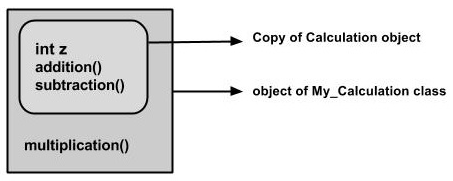 int z
addition()
subtraction()
multiplication()
Copy of Calculation object
object of My_Calculation class